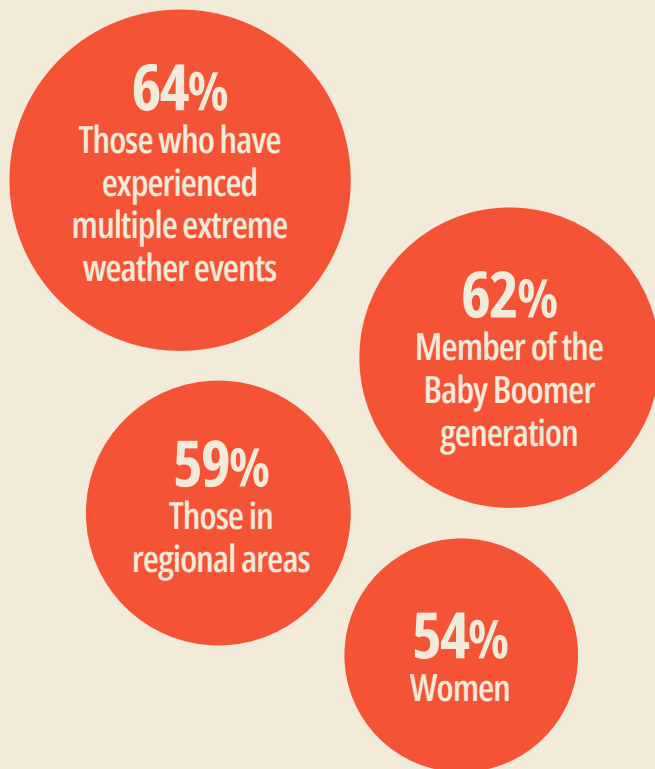 64%
Those who have
experienced
multiple extreme
weather events
62%
Member of the
Baby Boomer
generation
59%
Those in
regional areas
54%
Women